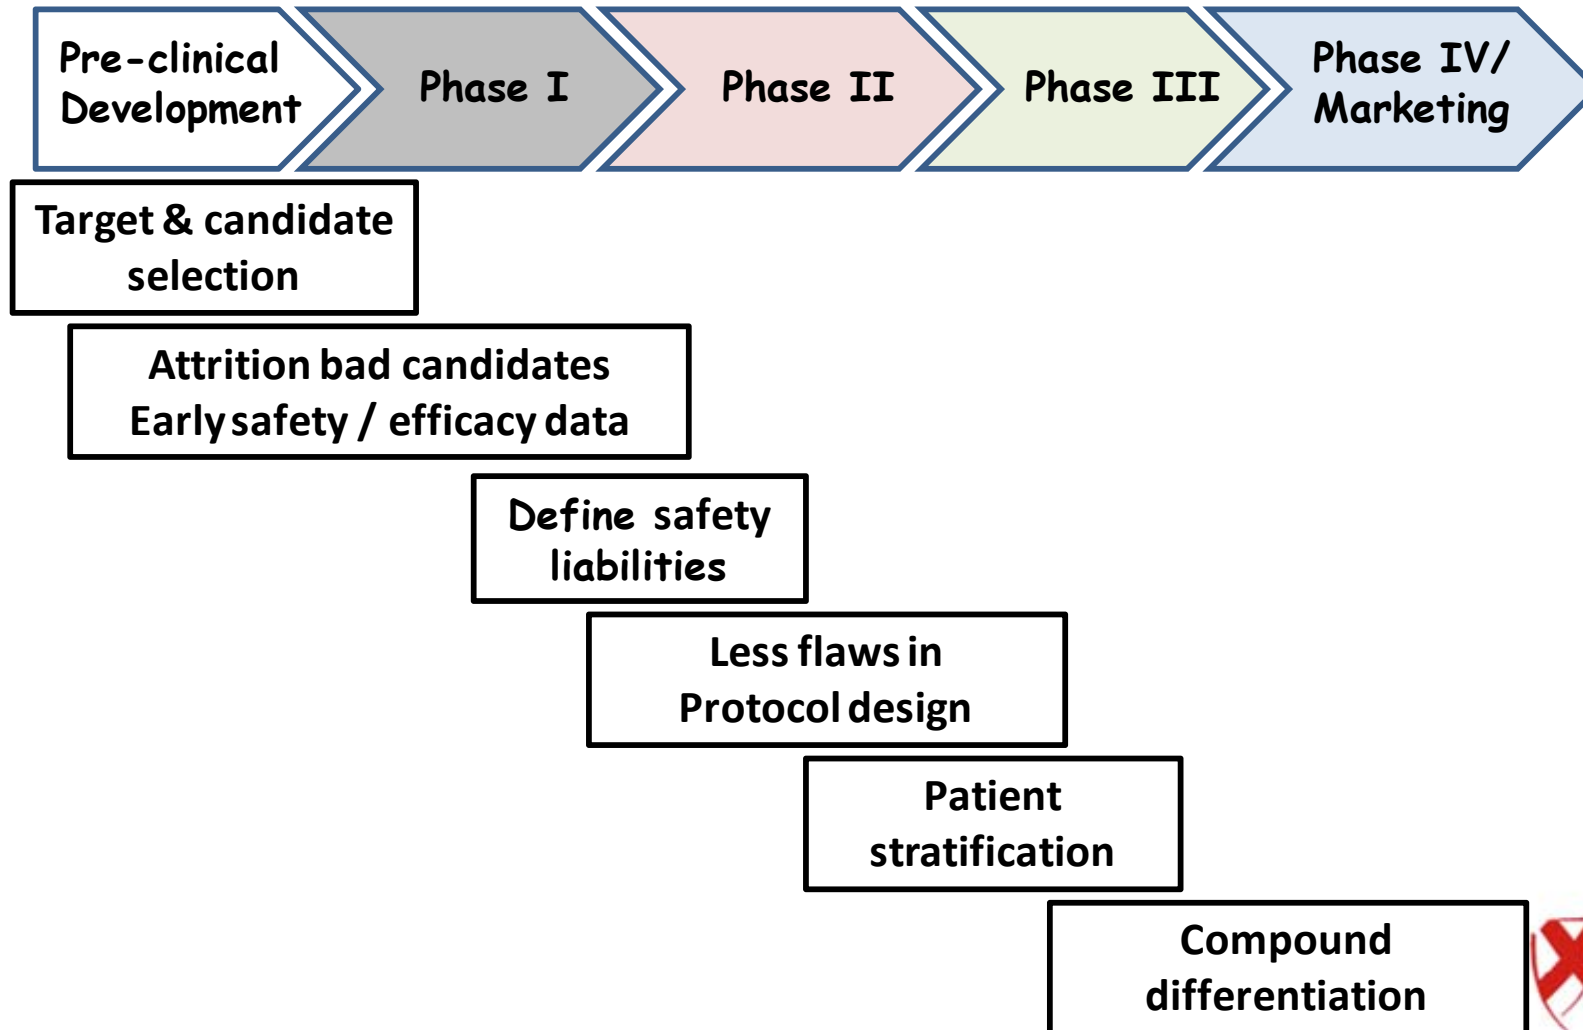 Pre-clinical
Development
Phase I
Phase II
Phase III
Phase IV/
Marketing
Target & candidate
selection
Attrition bad candidates
Early safety / efficacy data
Define safety
liabilities
Less flaws in
Protocol design
Patient
stratification
Compound
differentiation